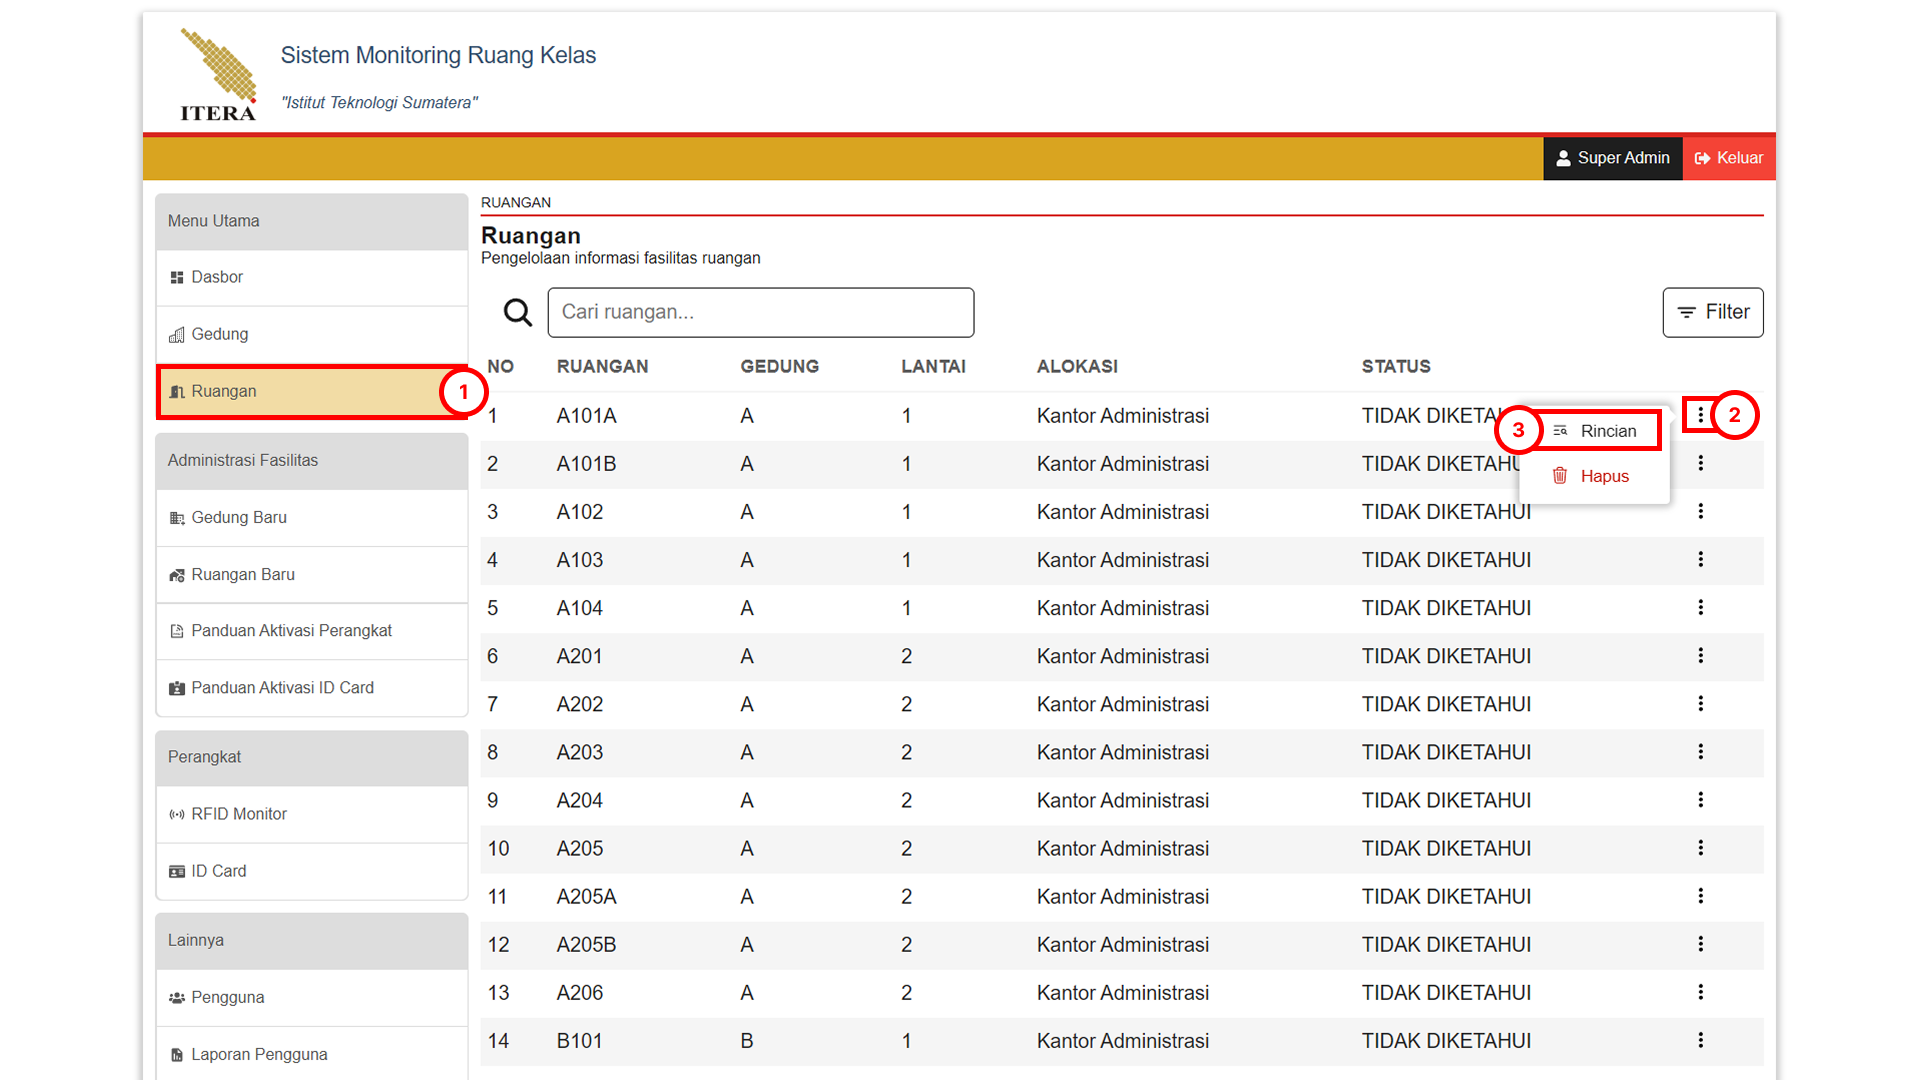 ITERA
Sistem Monitoring Ruang Kelas
"Istitut Teknologi Sumatera"
Super Admin
Keluar
Menu Utama
Dasbor
Gedung
Ruangan
1
Administrasi Fasilitas
Gedung Baru
Ruangan Baru
Panduan Aktivasi Perangkat
Panduan Aktivasi ID Card
Perangkat
RFID Monitor
ID Card
Lainnya
Pengguna
Laporan Pengguna
RUANGAN
Ruangan
Pengelolaan informasi fasilitas ruangan
Cari ruangan...
Filter
NO RUANGAN GEDUNG LANTAI ALOKASI STATUS
1 A101A A 1 Kantor Administrasi TIDAK DIKETAHUI
2
3 Rincian
Hapus
2 A101B A 1 Kantor Administrasi TIDAK DIKETAHUI
3 A102 A 1 Kantor Administrasi TIDAK DIKETAHUI
4 A103 A 1 Kantor Administrasi TIDAK DIKETAHUI
5 A104 A 1 Kantor Administrasi TIDAK DIKETAHUI
6 A201 A 2 Kantor Administrasi TIDAK DIKETAHUI
7 A202 A 2 Kantor Administrasi TIDAK DIKETAHUI
8 A203 A 2 Kantor Administrasi TIDAK DIKETAHUI
9 A204 A 2 Kantor Administrasi TIDAK DIKETAHUI
10 A205 A 2 Kantor Administrasi TIDAK DIKETAHUI
11 A205A A 2 Kantor Administrasi TIDAK DIKETAHUI
12 A205B A 2 Kantor Administrasi TIDAK DIKETAHUI
13 A206 A 2 Kantor Administrasi TIDAK DIKETAHUI
14 B101 B 1 Kantor Administrasi TIDAK DIKETAHUI